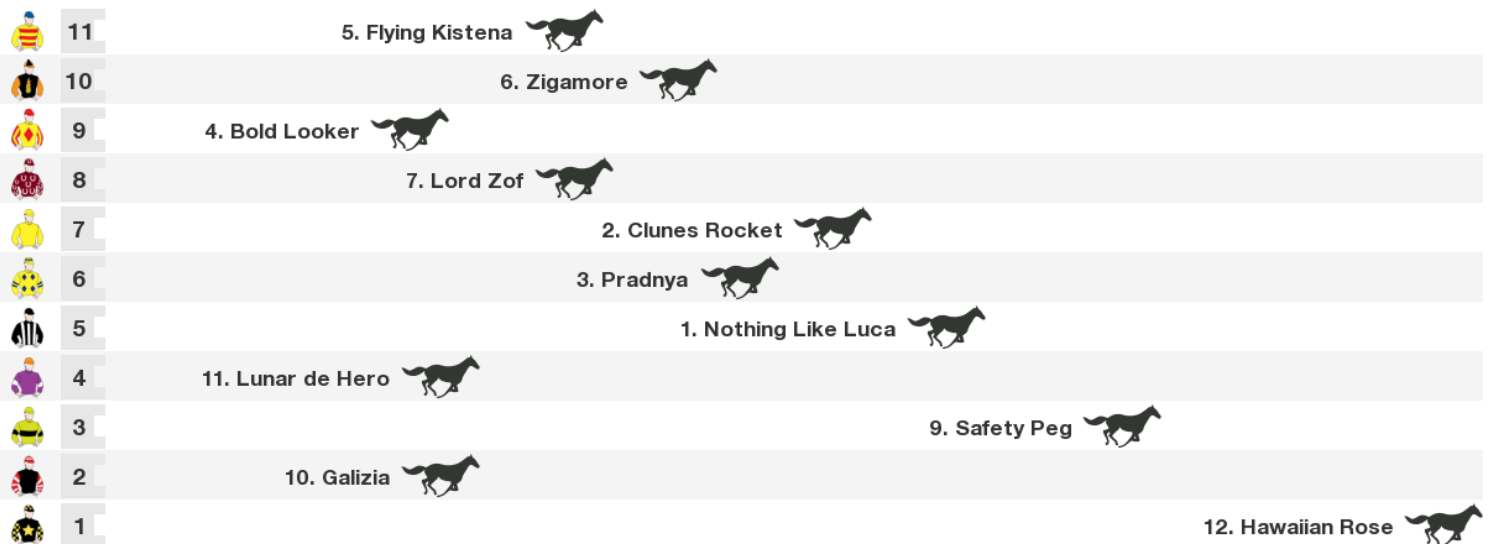 11 5. Flying Kistena
10 6. Zigamore
9 4. Bold Looker
8 7. Lord Zof
7 2. Clunes Rocket
6 3. Pradnya
5 1. Nothing Like Luca
4 11. Lunar de Hero
3 9. Safety Peg
2 10. Galizia
1 12. Hawaiian Rose